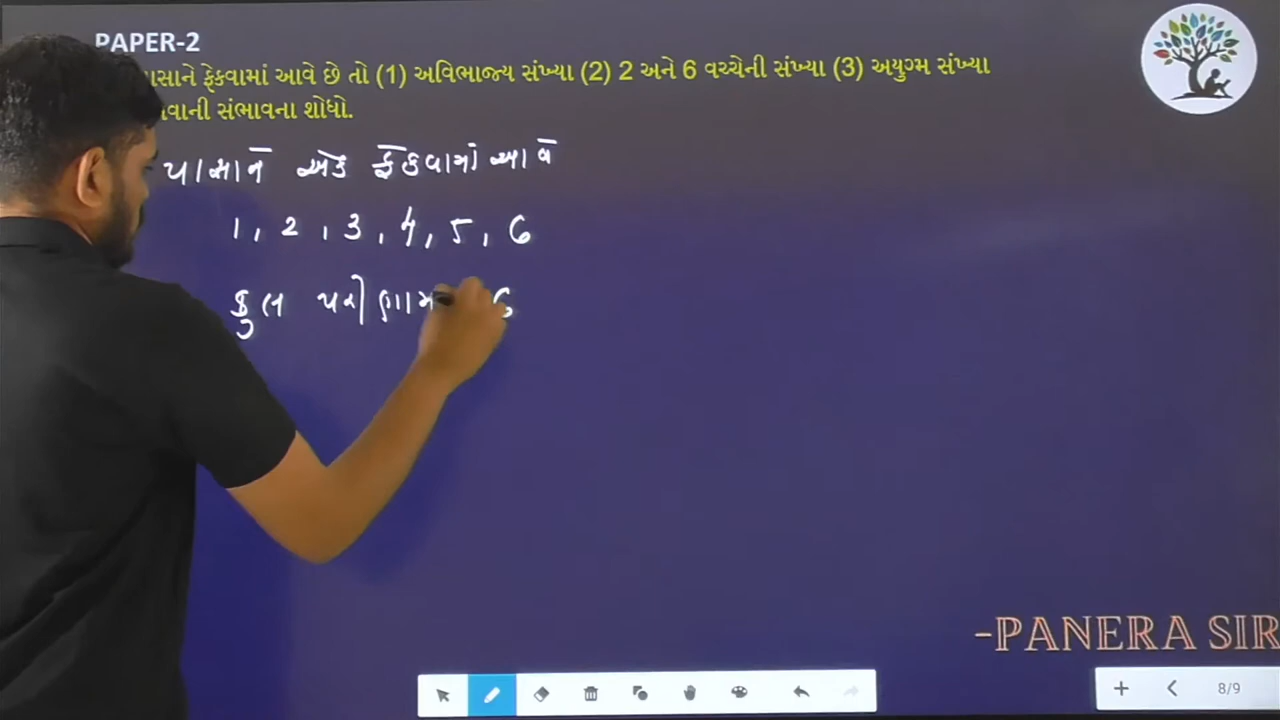 PAPER-2
ફેંકવામાં આવે છે તો (1) અવિભાજ્ય સંખ્યા (2) 2 અને 6 વચ્ચેની સંખ્યા (3) અયુગ્મ સંખ્યા
સંભાવના શોધો.
પાસાને એક ફેંકવામાં આવે
1, 2, 3, 4, 5, 6
કુલ 6
-PANERA SIR
8/9